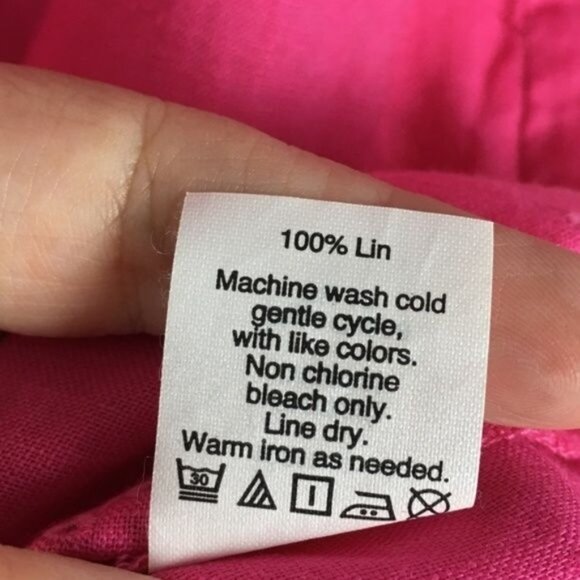 100% Lin
Machine wash cold
gentle cycle,
with like colors.
Non chlorine
bleach only.
Line dry.
Warm iron as needed.
30